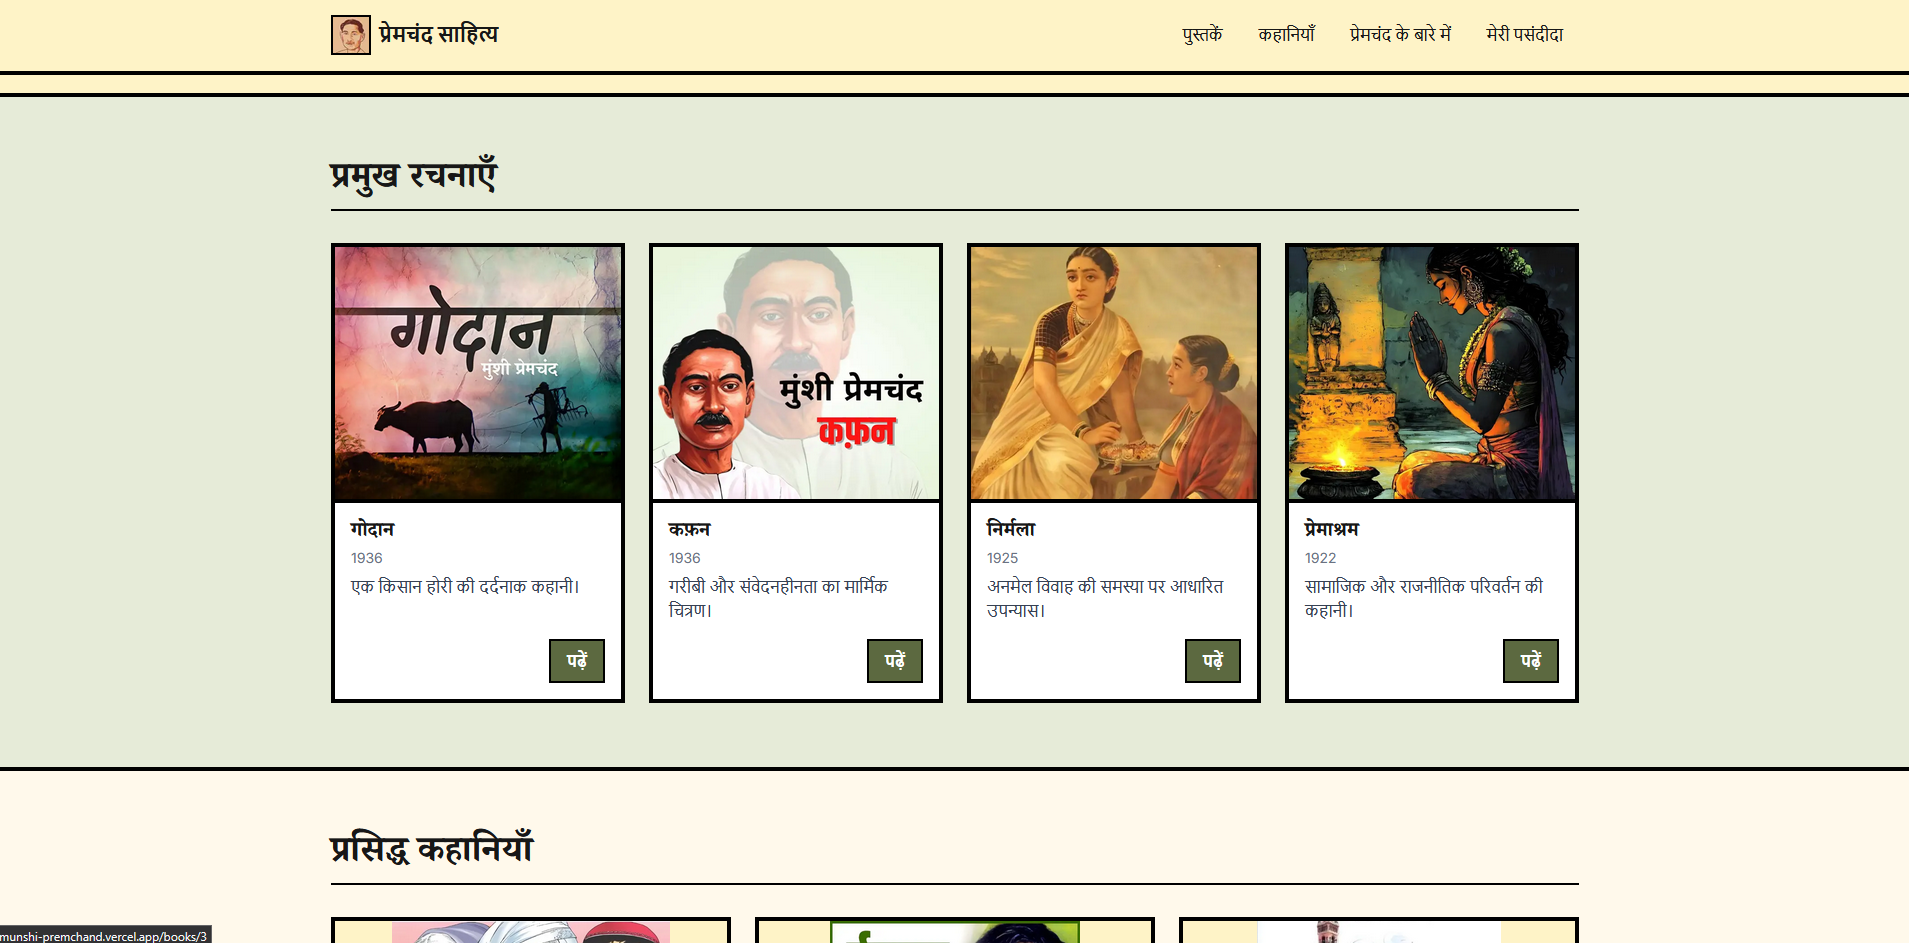 प्रेमचंद साहित्य
पुस्तकें
कहानियाँ
प्रेमचंद के बारे में
मेरी पसंदीदा
प्रमुख रचनाएँ
गोदान
मुंशी प्रेमचंद
मुंशी प्रेमचंद
कफ़न
गोदान
1936
एक किसान होरी की दर्दनाक कहानी।
पढ़ें
कफ़न
1936
गरीबी और संवेदनहीनता का मार्मिक
चित्रण।
पढ़ें
निर्मला
1925
अनमेल विवाह की समस्या पर आधारित
उपन्यास।
पढ़ें
प्रेमाश्रम
1922
सामाजिक और राजनीतिक परिवर्तन की
कहानी।
पढ़ें
प्रसिद्ध कहानियाँ
munshi-premchand.vercel.app/books/3